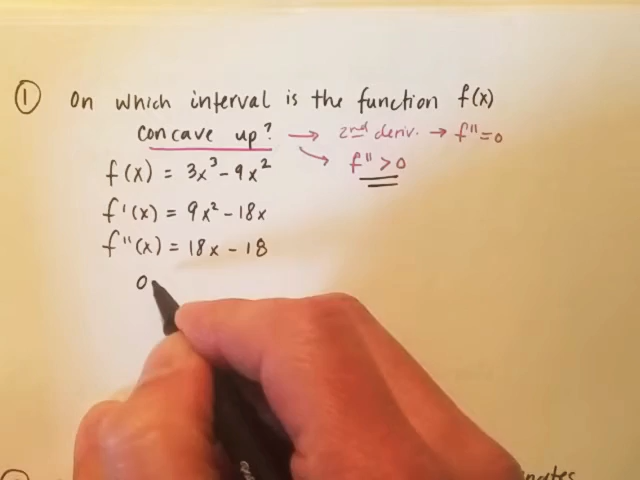 ① On which interval is the function f(x)
concave up? → 2nd deriv. → f"=0
→ f" > 0
f(x) = 3x³ - 9x²
f'(x) = 9x² - 18x
f"(x) = 18x - 18
0